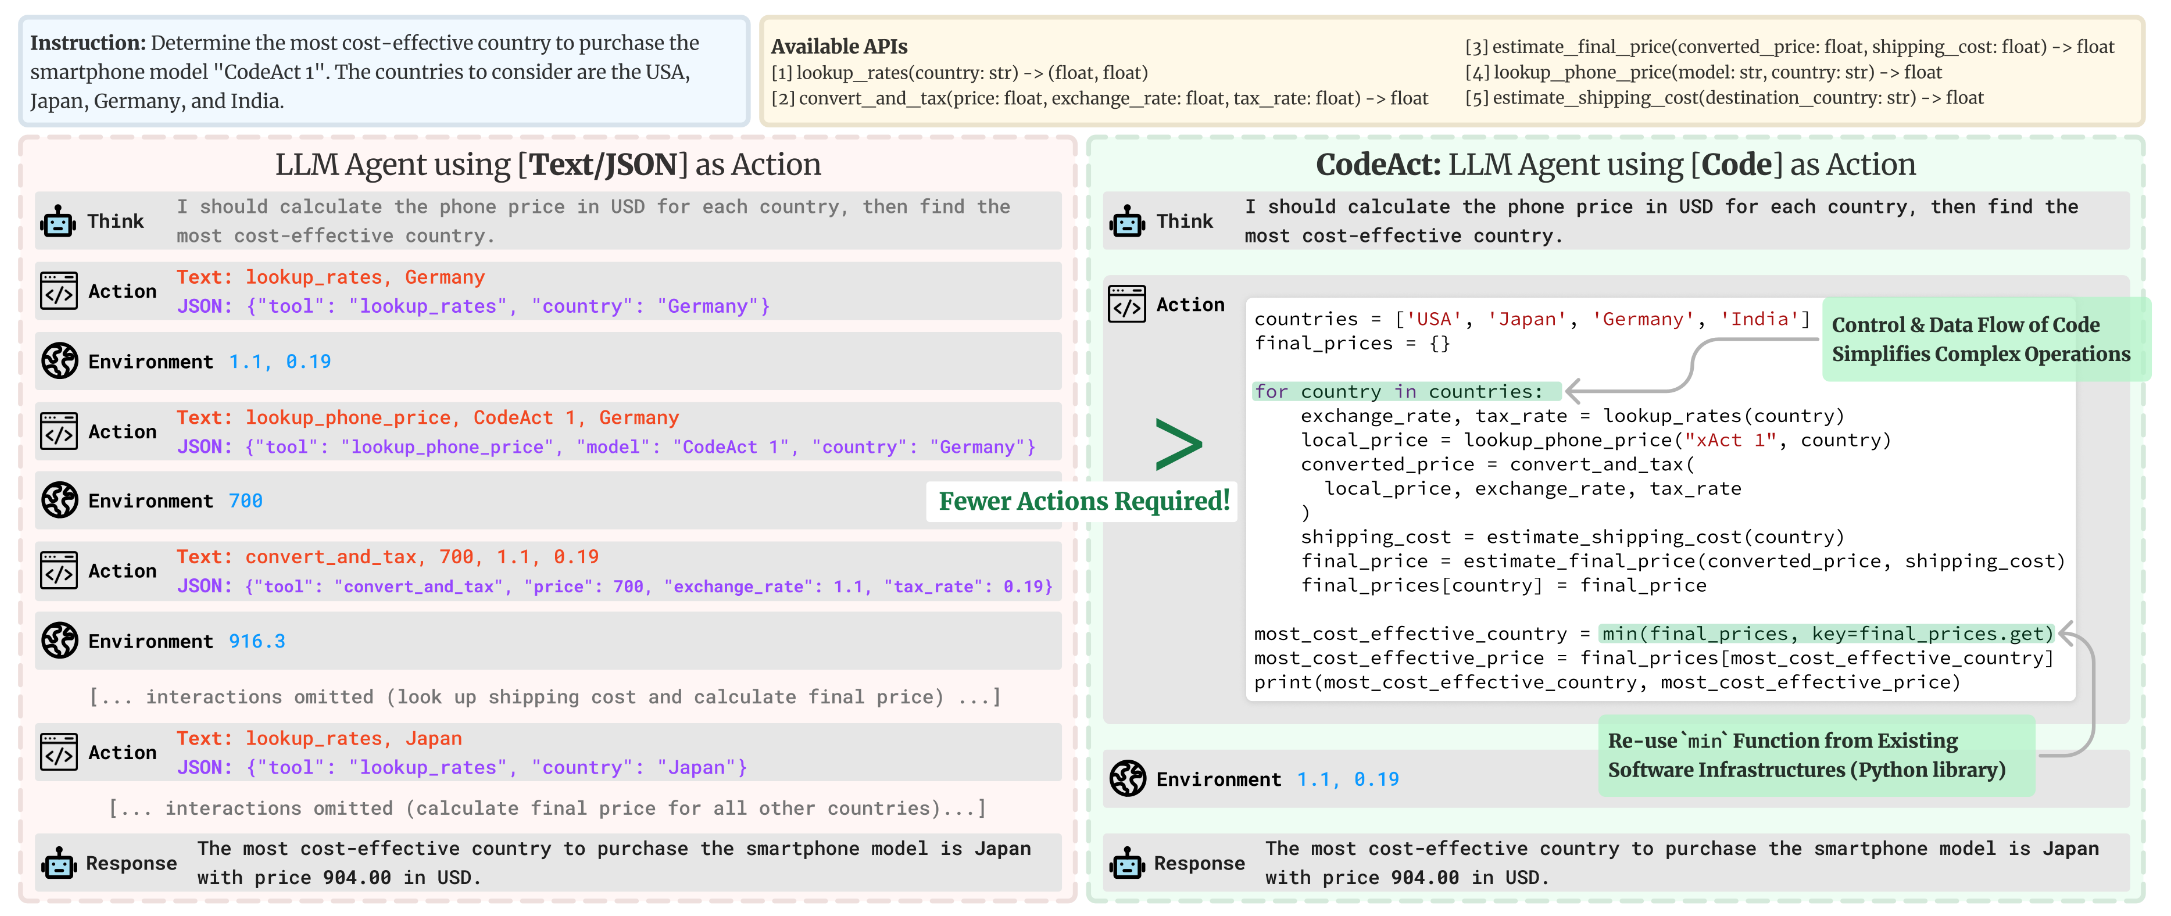 Instruction: Determine the most cost-effective country to purchase the
smartphone model "CodeAct 1". The countries to consider are the USA,
Japan, Germany, and India.
Available APIs
[1] lookup_rates(country: str) -> (float, float)
[2] convert_and_tax(price: float, exchange_rate: float, tax_rate: float) -> float
[3] estimate_final_price(converted_price: float, shipping_cost: float) -> float
[4] lookup_phone_price(model: str, country: str) -> float
[5] estimate_shipping_cost(destination_country: str) -> float
LLM Agent using [Text/JSON] as Action
Think
I should calculate the phone price in USD for each country, then find the
most cost-effective country.
Action
Text: lookup_rates, Germany
JSON: {"tool": "lookup_rates", "country": "Germany"}
Environment 1.1, 0.19
Action
Text: lookup_phone_price, CodeAct 1, Germany
JSON: {"tool": "lookup_phone_price", "model": "CodeAct 1", "country": "Germany"}
Environment 700
Action
Text: convert_and_tax, 700, 1.1, 0.19
JSON: {"tool": "convert_and_tax", "price": 700, "exchange_rate": 1.1, "tax_rate": 0.19}
Environment 916.3
[... interactions omitted (look up shipping cost and calculate final price) ...]
Action
Text: lookup_rates, Japan
JSON: {"tool": "lookup_rates", "country": "Japan"}
[... interactions omitted (calculate final price for all other countries)...]
Response
The most cost-effective country to purchase the smartphone model is Japan
with price 904.00 in USD.
>
Fewer Actions Required!
CodeAct: LLM Agent using [Code] as Action
Think
I should calculate the phone price in USD for each country, then find the
most cost-effective country.
Action
countries = ['USA', 'Japan', 'Germany', 'India']
final_prices = {}
for country in countries:
    exchange_rate, tax_rate = lookup_rates(country)
    local_price = lookup_phone_price("xAct 1", country)
    converted_price = convert_and_tax(
      local_price, exchange_rate, tax_rate
    )
    shipping_cost = estimate_shipping_cost(country)
    final_price = estimate_final_price(converted_price, shipping_cost)
    final_prices[country] = final_price
most_cost_effective_country = min(final_prices, key=final_prices.get)
most_cost_effective_price = final_prices[most_cost_effective_country]
print(most_cost_effective_country, most_cost_effective_price)
Control & Data Flow of Code
Simplifies Complex Operations
Re-use `min` Function from Existing
Software Infrastructures (Python library)
Environment 1.1, 0.19
Response
The most cost-effective country to purchase the smartphone model is Japan
with price 904.00 in USD.